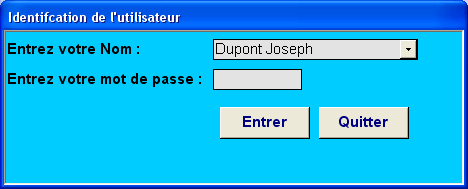 Identifcation de l'utilisateur
Entrez votre Nom : Dupont Joseph
Entrez votre mot de passe :
Entrer Quitter